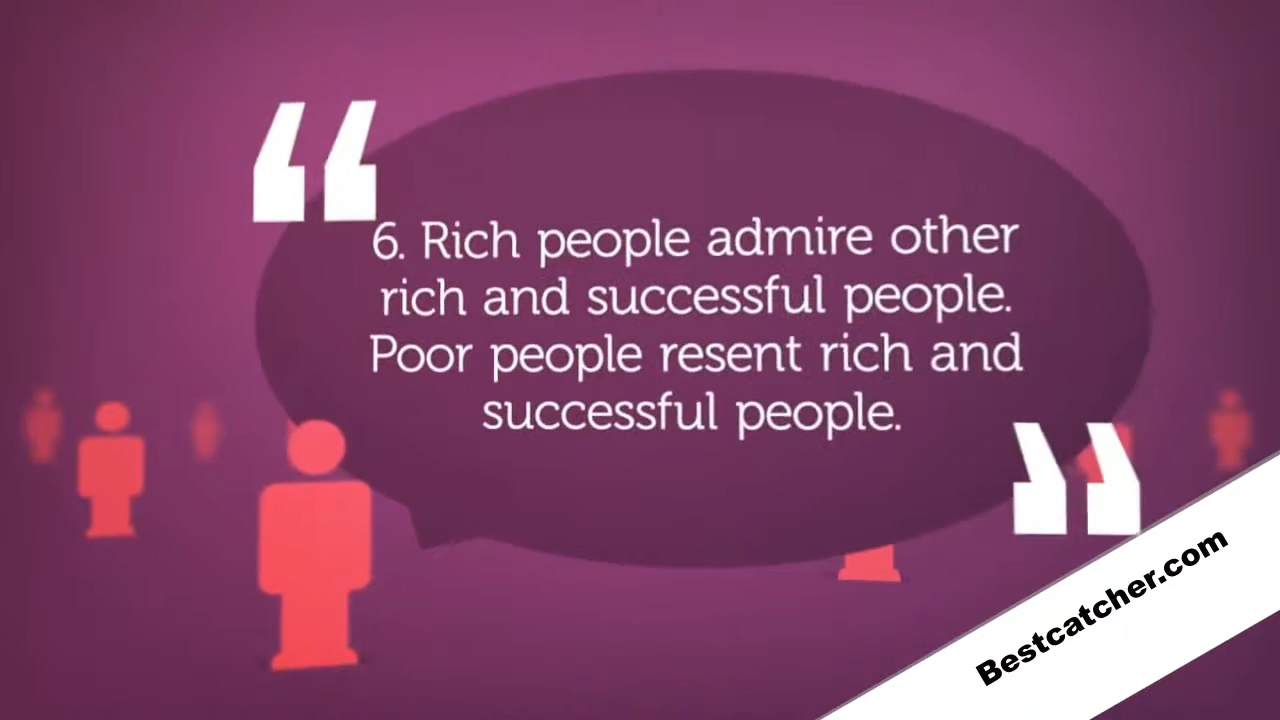 “
6. Rich people admire other
rich and successful people.
Poor people resent rich and
successful people.
”
Bestcatcher.com